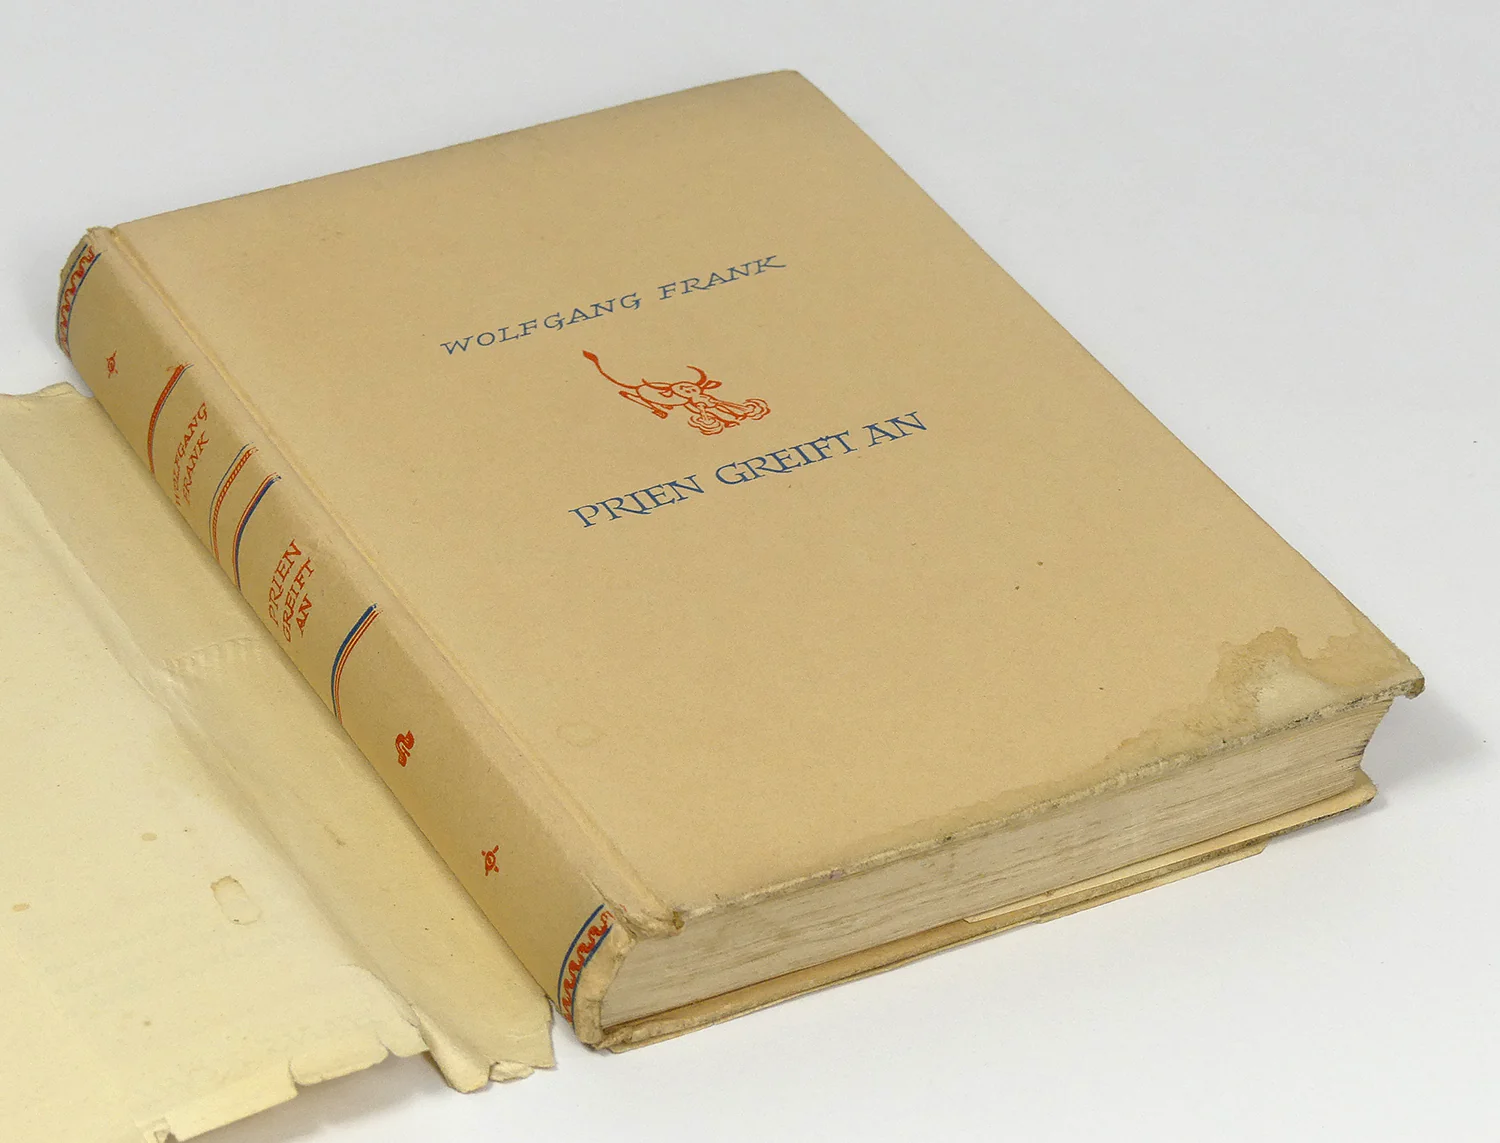 WOLFGANG FRANK
PRIEN GREIFT AN
WOLFGANG
FRANK
PRIEN
GREIFT
AN